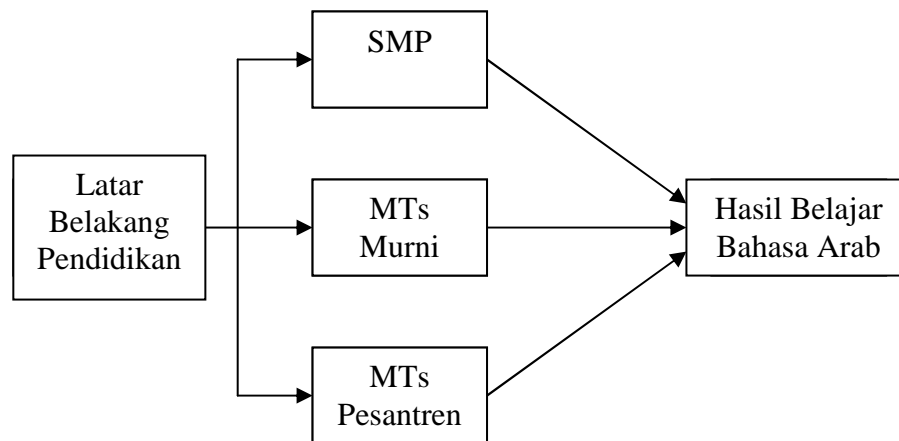 SMP
Latar
Belakang
Pendidikan
MTs
Murni
Hasil Belajar
Bahasa Arab
MTs
Pesantren